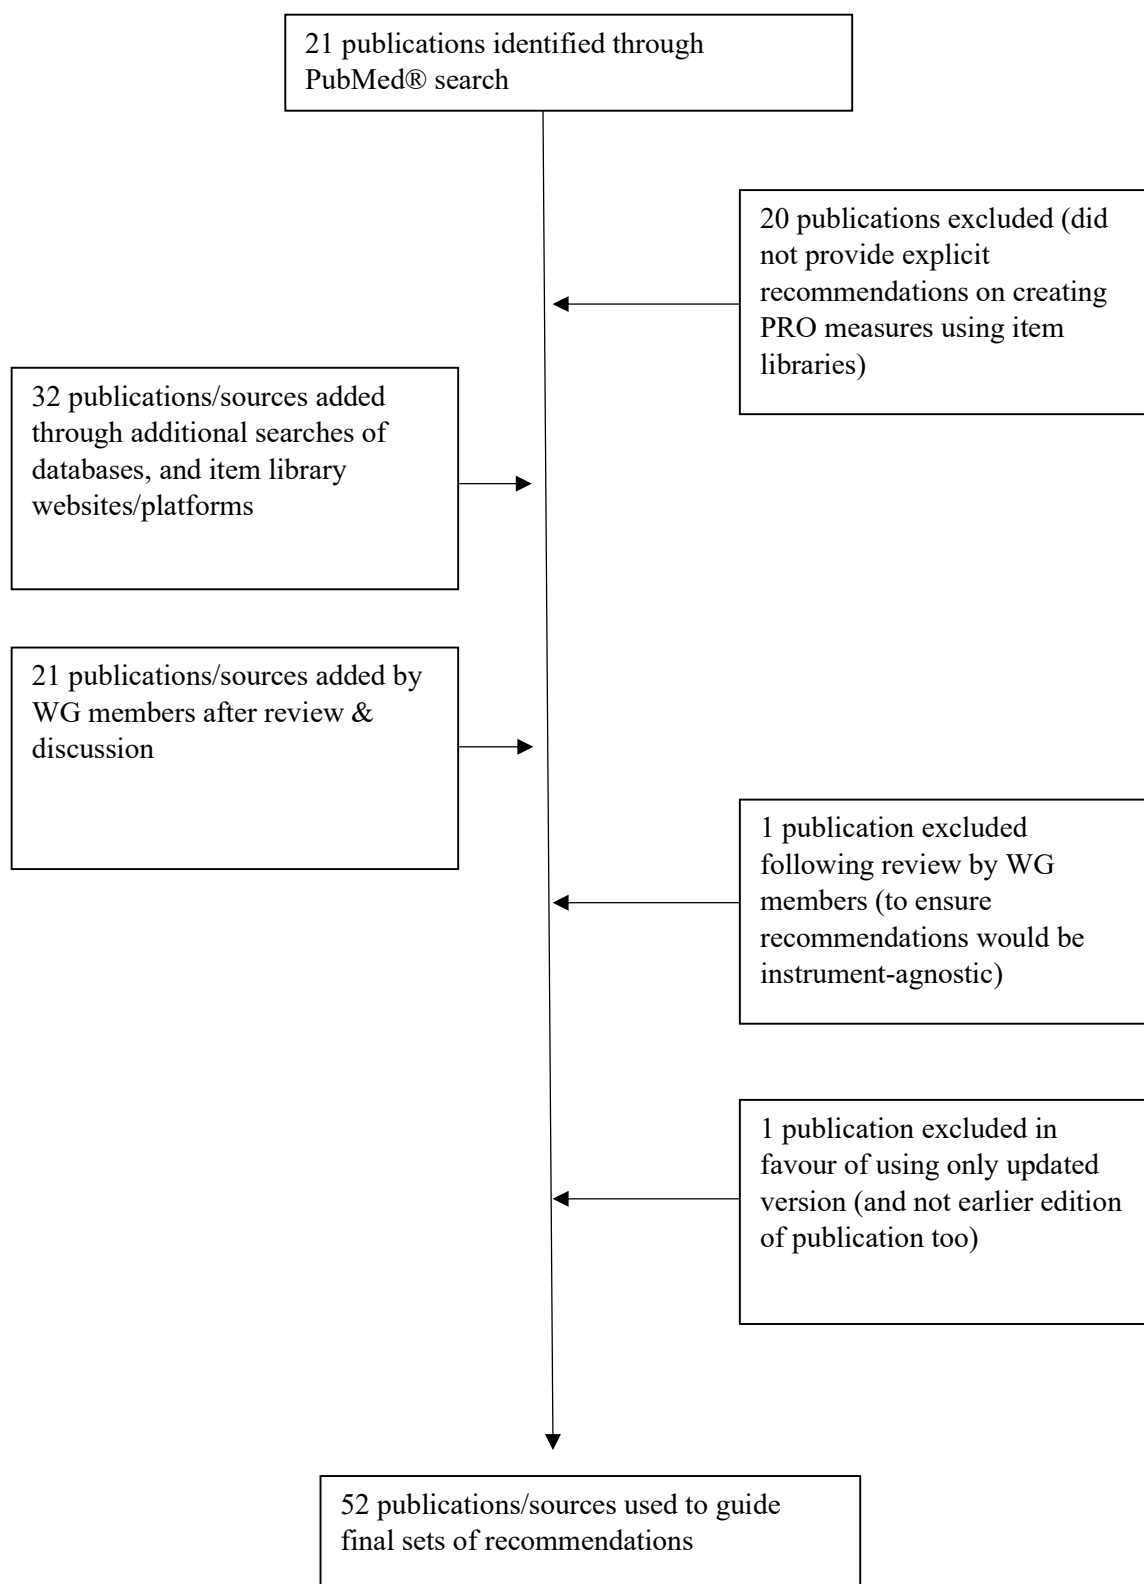 21 publications identified through
PubMed® search
20 publications excluded (did
not provide explicit
recommendations on creating
PRO measures using item
libraries)
32 publications/sources added
through additional searches of
databases, and item library
websites/platforms
21 publications/sources added by
WG members after review &
discussion
1 publication excluded
following review by WG
members (to ensure
recommendations would be
instrument-agnostic)
1 publication excluded in
favour of using only updated
version (and not earlier edition
of publication too)
52 publications/sources used to guide
final sets of recommendations